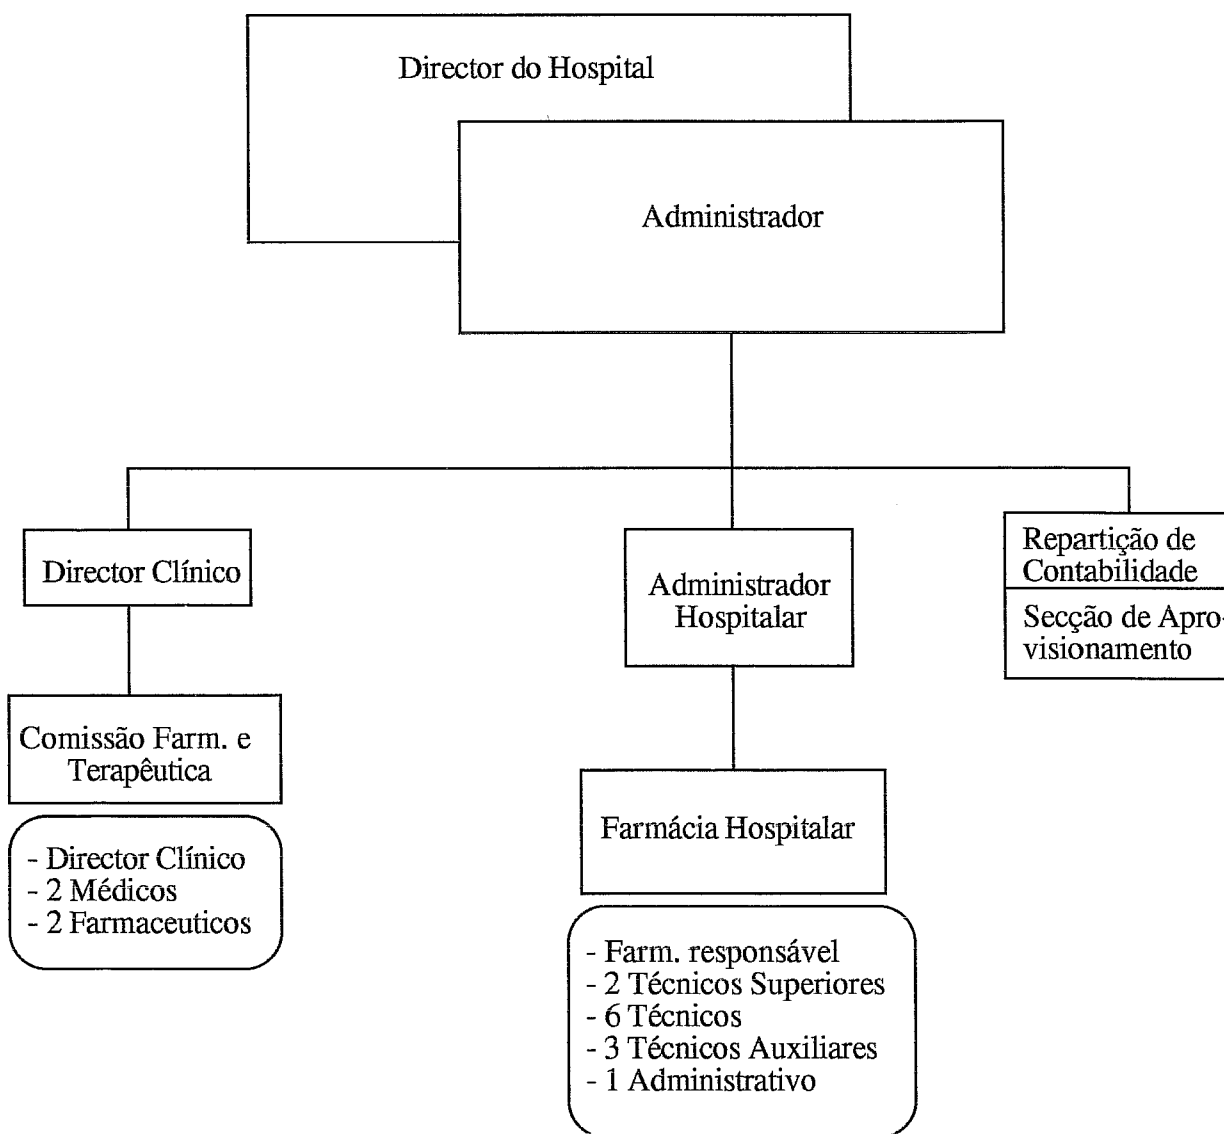 Director do Hospital
Administrador
Director Clínico
Administrador
Hospitalar
Repartição de
Contabilidade
Secção de Apro-
visionamento
Comissão Farm. e
Terapêutica
- Director Clínico
- 2 Médicos
- 2 Farmaceuticos
Farmácia Hospitalar
- Farm. responsável
- 2 Técnicos Superiores
- 6 Técnicos
- 3 Técnicos Auxiliares
- 1 Administrativo